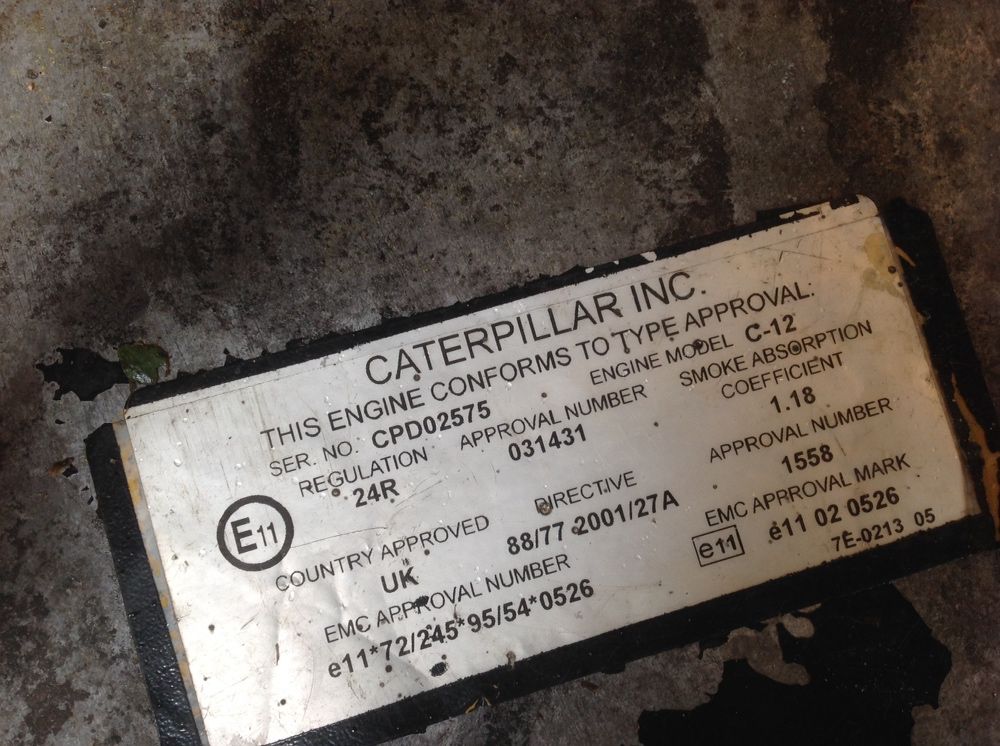 CATERPILLAR INC.
THIS ENGINE CONFORMS TO TYPE APPROVAL:
SER. NO. CPD02575 ENGINE MODEL C-12
REGULATION APPROVAL NUMBER SMOKE ABSORPTION COEFFICIENT
24R 031431 1.18
E11
COUNTRY APPROVED DIRECTIVE APPROVAL NUMBER
UK 88/77 2001/27A 1558
EMC APPROVAL NUMBER EMC APRROVAL MARK
e11*72/245*95/54*0526 e11 e11 02 0526
7E-0213 05